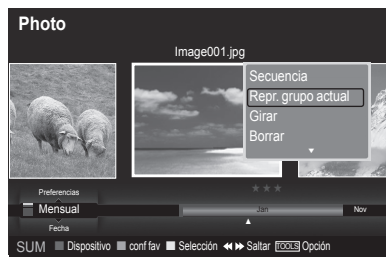 Photo
Image001.jpg
Secuencia
Repr. grupo actual
Girar
Borrar
Preferencias
★★★
Mensual
Jan
Nov
Fecha
SUM Dispositivo conf fav Selección Saltar TOOLS Opción